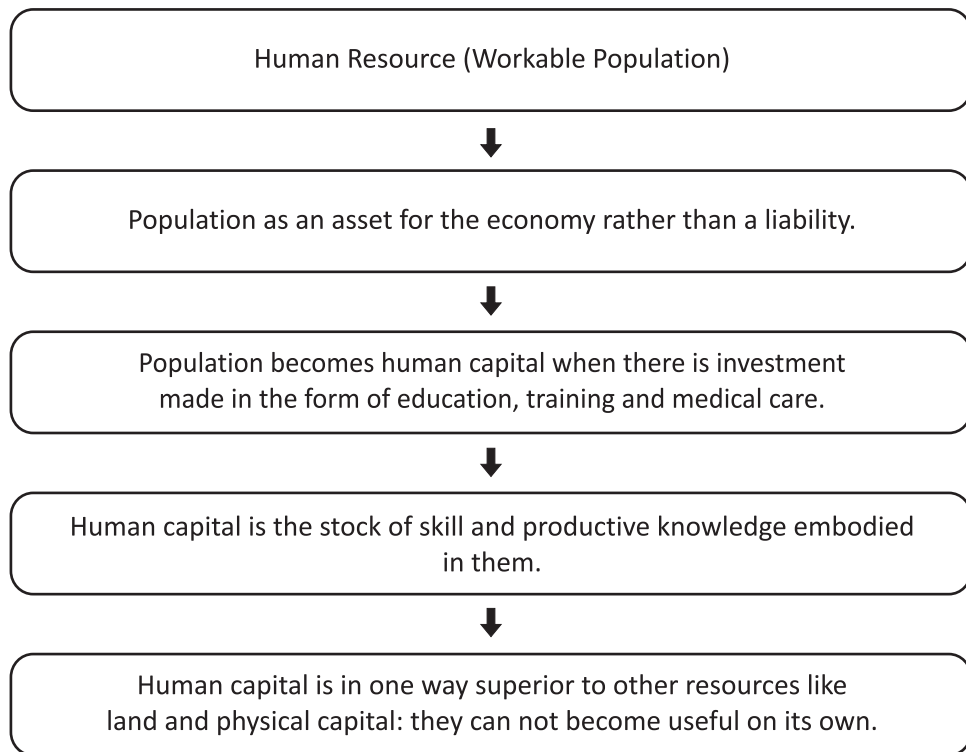 Human Resource (Workable Population)
Population as an asset for the economy rather than a liability.
Population becomes human capital when there is investment
made in the form of education, training and medical care.
Human capital is the stock of skill and productive knowledge embodied
in them.
Human capital is in one way superior to other resources like
land and physical capital: they can not become useful on its own.